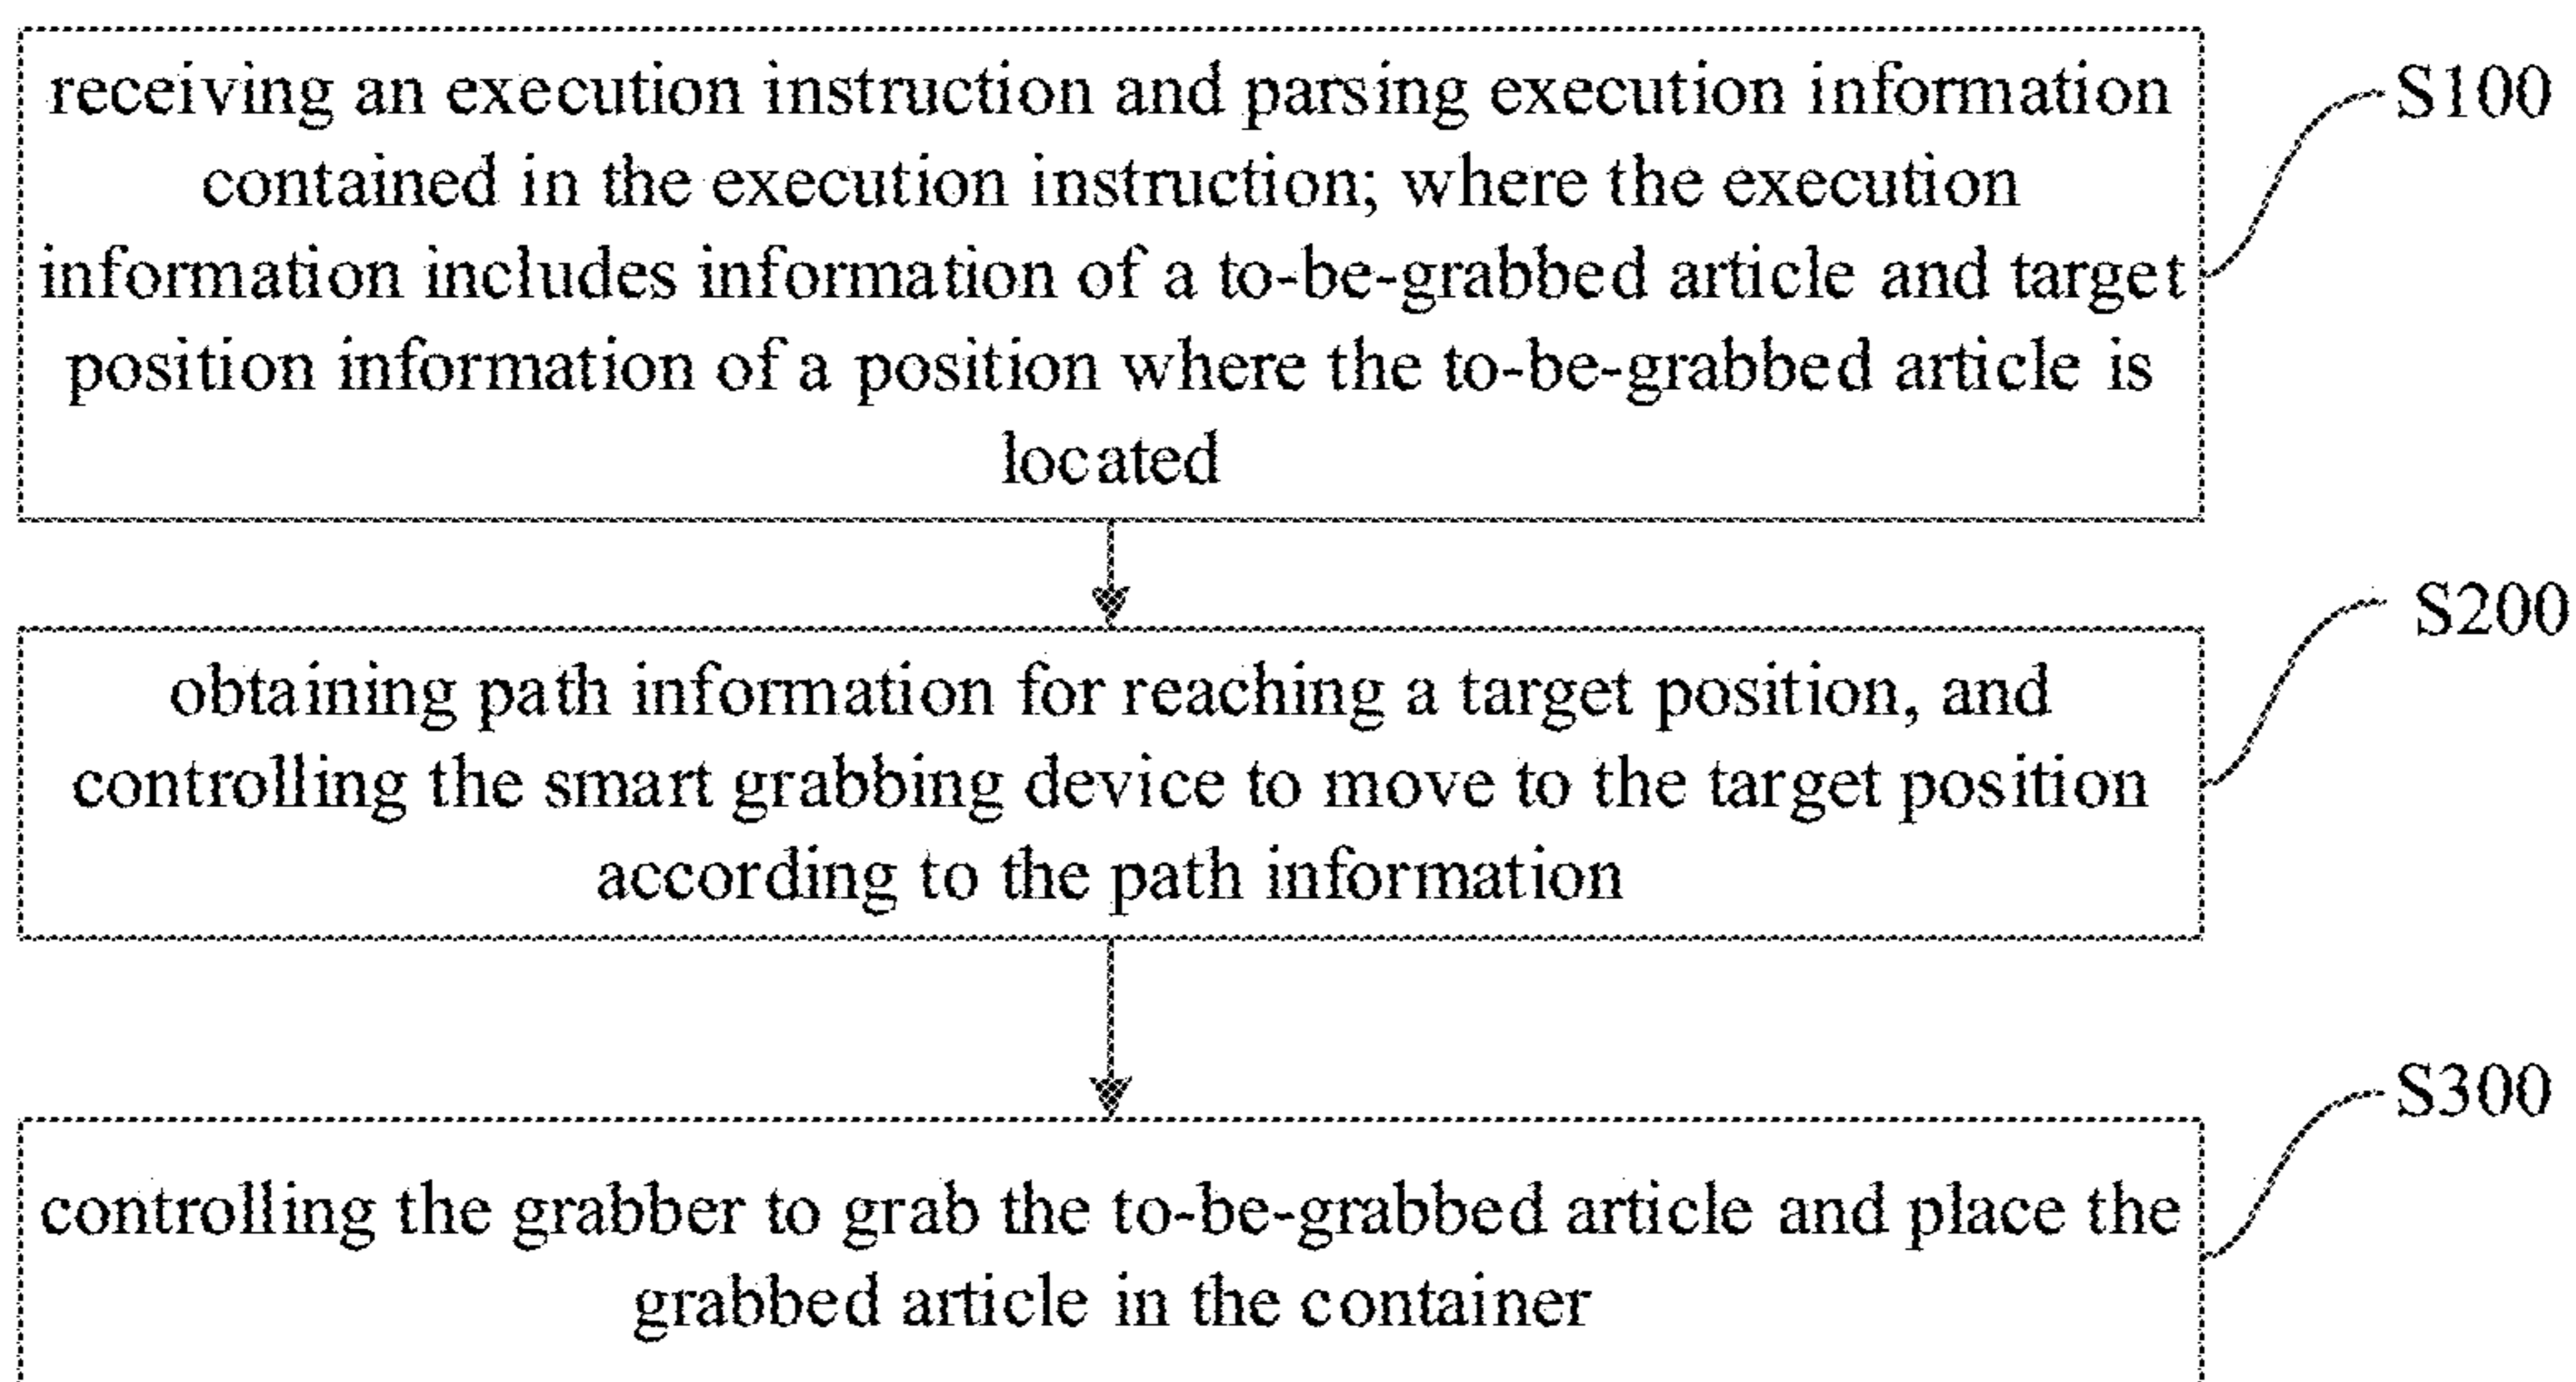 receiving an execution instruction and parsing execution information
contained in the execution instruction; where the execution
information includes information of a to-be-grabbed article and target
position information of a position where the to-be-grabbed article is
located
S100
obtaining path information for reaching a target position, and
controlling the smart grabbing device to move to the target position
according to the path information
S200
controlling the grabber to grab the to-be-grabbed article and place the
grabbed article in the container
S300